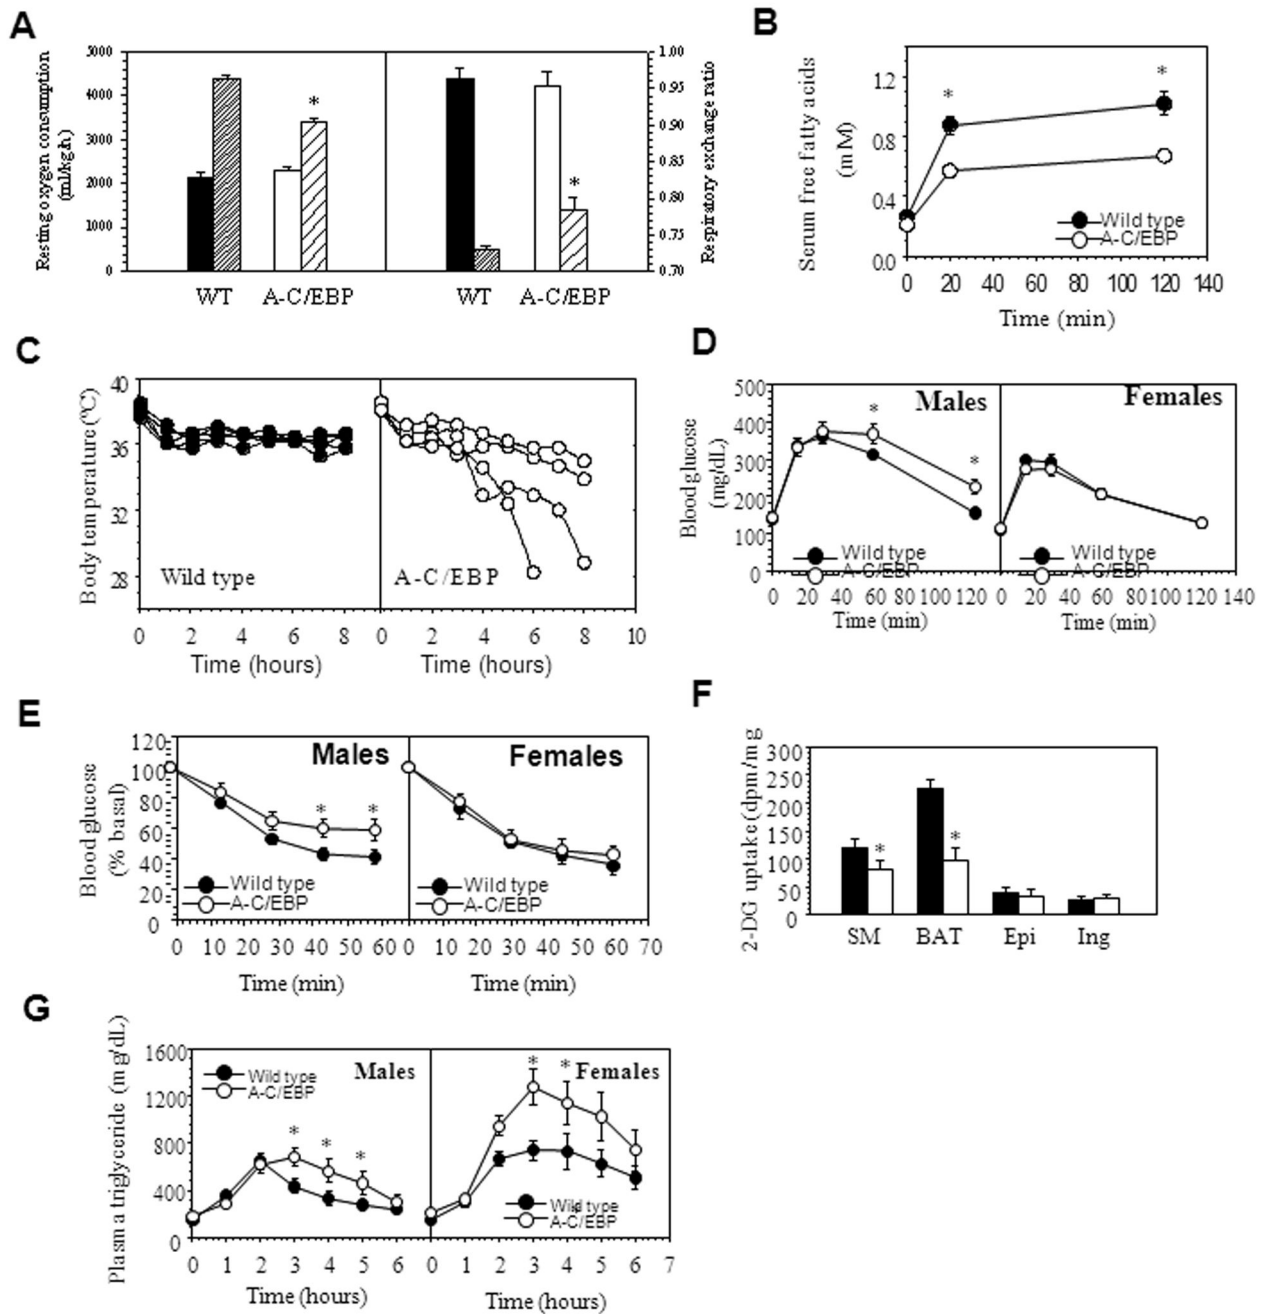 A
Resting oxygen consumption
(ml/kg/h)
5000
4000
3000
2000
1000
0
*
*
WT A-C/EBP WT A-C/EBP
1.00
0.95
0.90
0.85
0.80
0.75
0.70
Respiratory exchange ratio
B
Serum free fatty acids
(mM)
1.2
0.8
0.4
0.0
* *
Wild type
A-C/EBP
0 20 40 60 80 100 120 140
Time (min)
C
Body temperature (ºC)
40
36
32
28
Wild type
A-C/EBP
0 2 4 6 8 0 2 4 6 8 10
Time (hours) Time (hours)
D
Blood glucose
(mg/dL)
500
400
300
200
100
0
Males Females
* *
Wild type Wild type
A-C/EBP A-C/EBP
0 20 40 60 80 100 120 0 20 40 60 80 100 120 140
Time (min) Time (min)
E
Blood glucose
(% basal)
120
100
80
60
40
20
0
Males Females
* *
Wild type Wild type
A-C/EBP A-C/EBP
0 10 20 30 40 50 60 0 10 20 30 40 50 60 70
Time (min) Time (min)
F
2-DG uptake (dpm/mg
300
250
200
150
100
50
0
* *
SM BAT Epi Ing
G
Plasma triglyceride (mg/dL)
1600
1200
800
400
0
Wild type
A-C/EBP
Males
* * *
* * Females
Wild type
*
A-C/EBP
0 1 2 3 4 5 6 0 1 2 3 4 5 6 7
Time (hours) Time (hours)